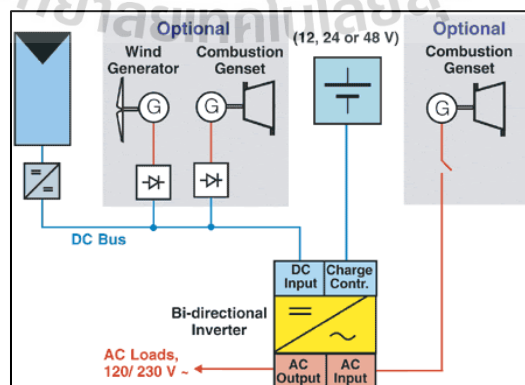 Optional
Wind
Generator
Combustion
Genset
(12, 24 or 48 V)
Optional
Combustion
Genset
G
G
G
DC Bus
DC
Input
Charge
Contr.
Bi-directional
Inverter
AC Loads,
120/ 230 V ~
AC
Output
AC
Input